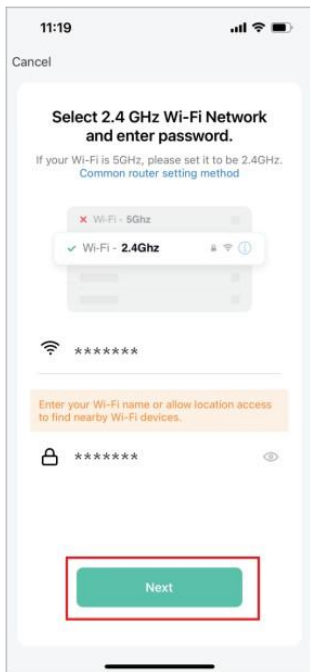 11:19
Cancel
Select 2.4 GHz Wi-Fi Network
and enter password.
If your Wi-Fi is 5GHz, please set it to be 2.4GHz.
Common router setting method
× Wi-Fi - 5Ghz
✓ Wi-Fi - 2.4Ghz
*******
Enter your Wi-Fi name or allow location access
to find nearby Wi-Fi devices.
*******
Next